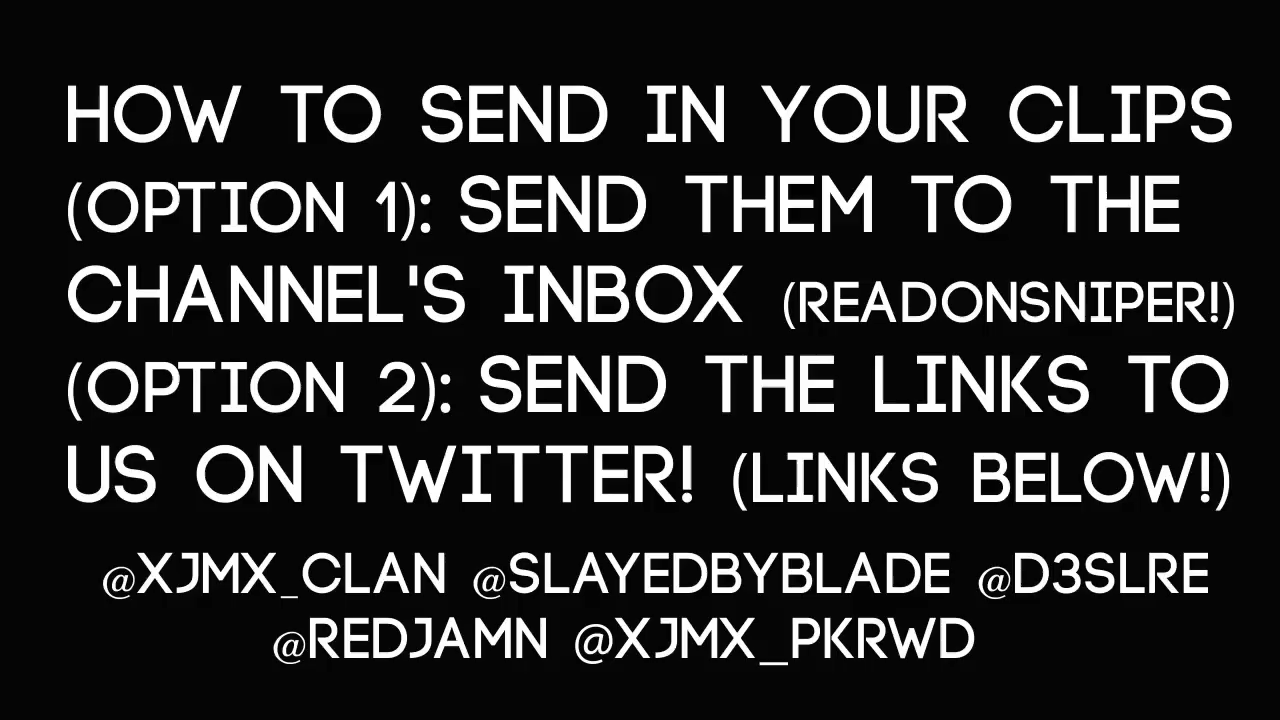 HOW TO SEND IN YOUR CLIPS
(OPTION 1): SEND THEM TO THE
CHANNEL'S INBOX (READONSNIPER!)
(OPTION 2): SEND THE LINKS TO
US ON TWITTER! (LINKS BELOW!)
@XJMX_CLAN @SLAYEDBYBLADE @D3SLRE
@REDJAMN @XJMX_PKRWD